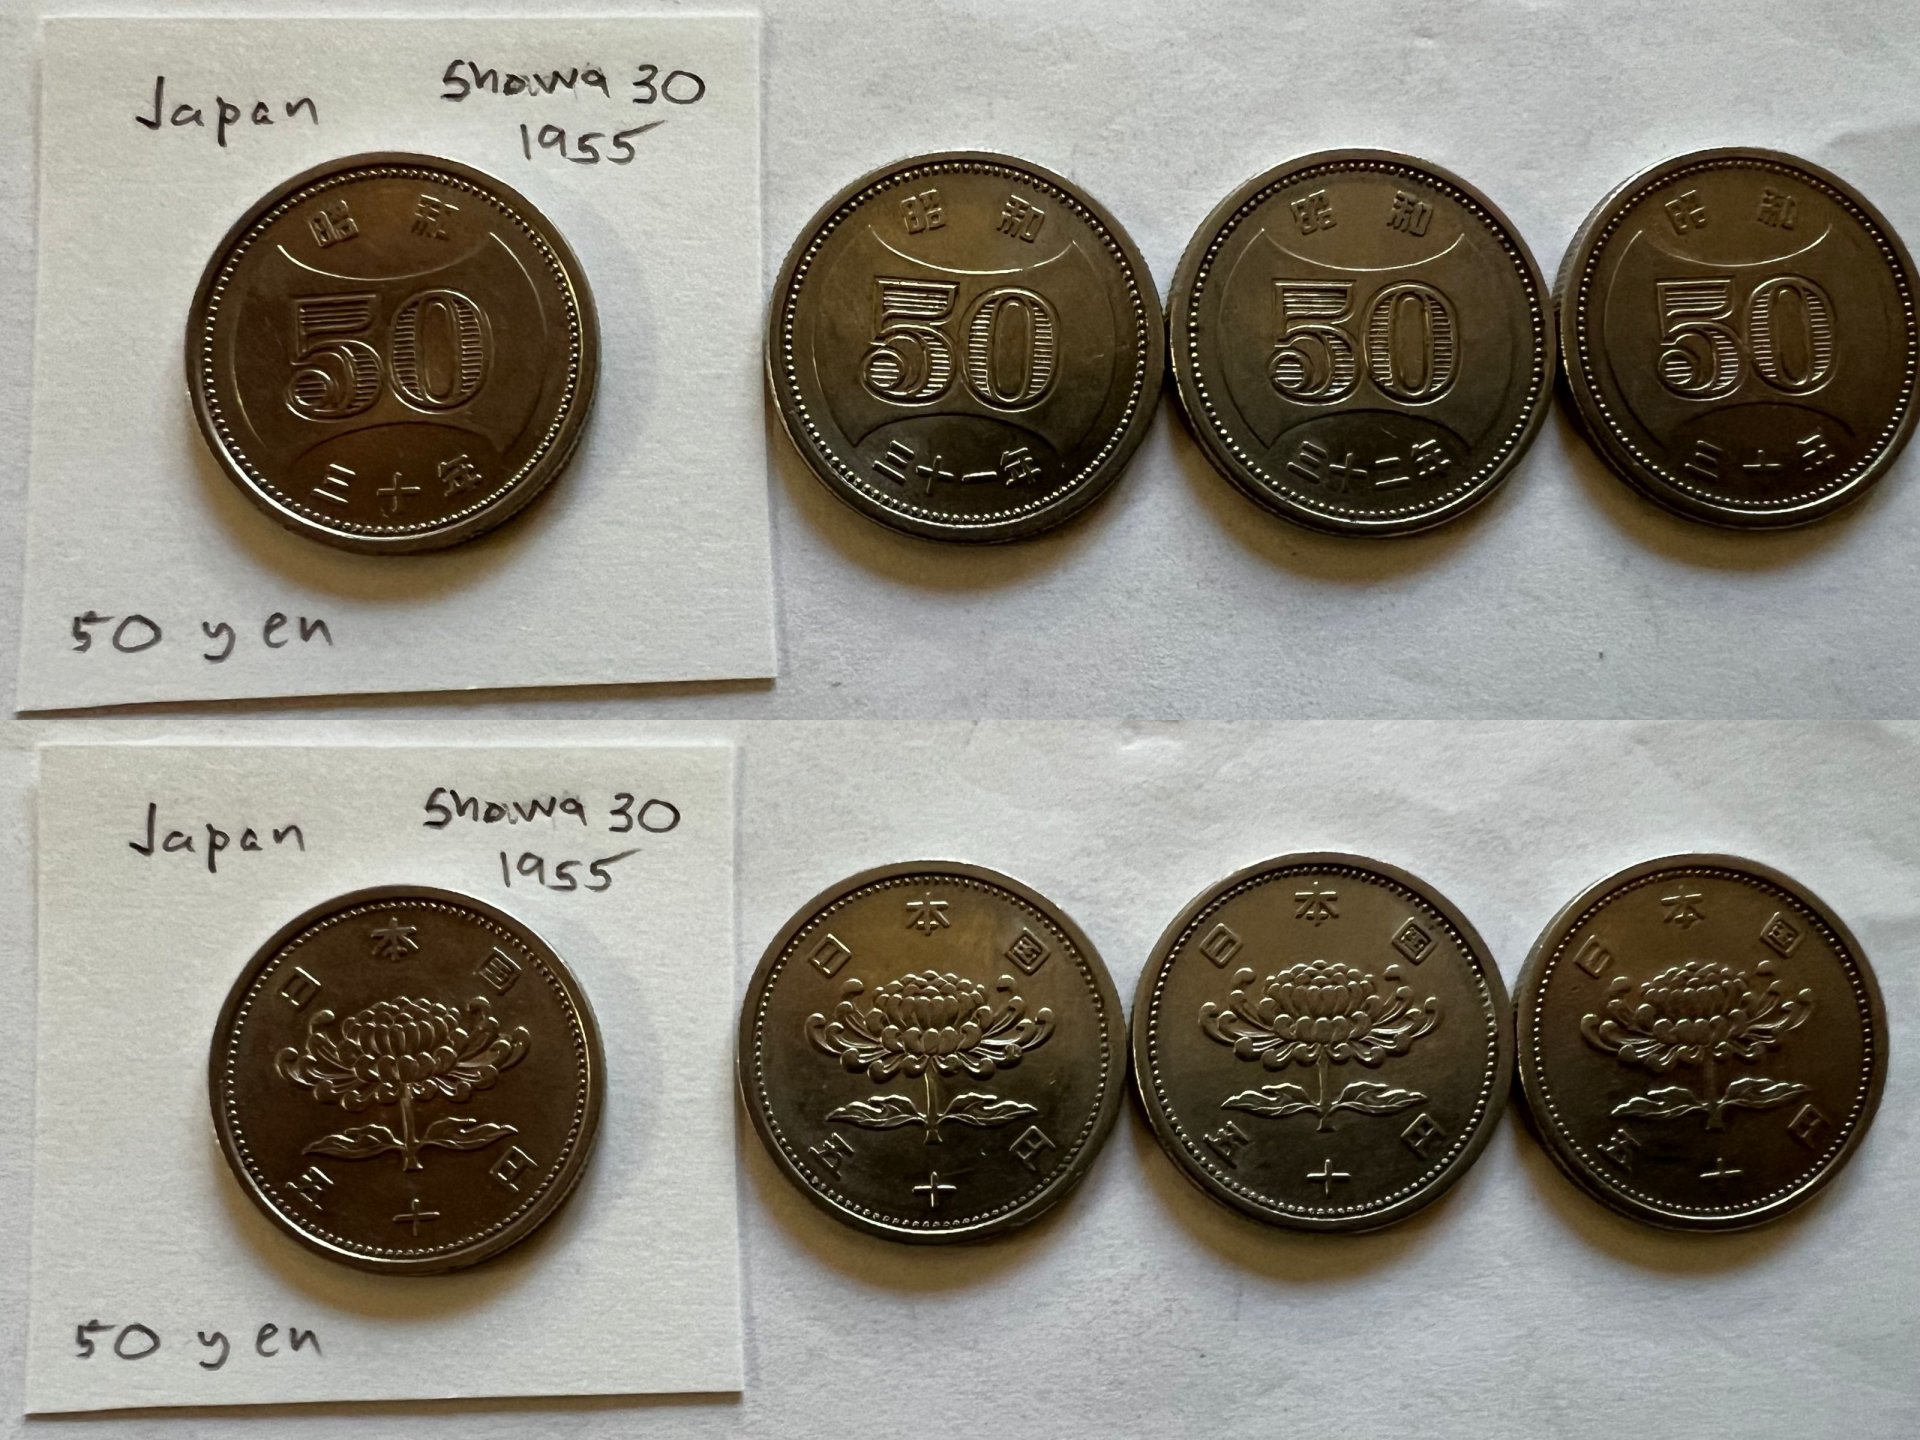 Japan
Showa 30
1955
昭和
50
三十年
50 yen
昭和
50
三十一年
昭和
50
三十二年
昭和
50
三十年
Japan
Showa 30
1955
日本国
五十円
50 yen
日本国
五十円
日本国
五十円
日本国
五十円